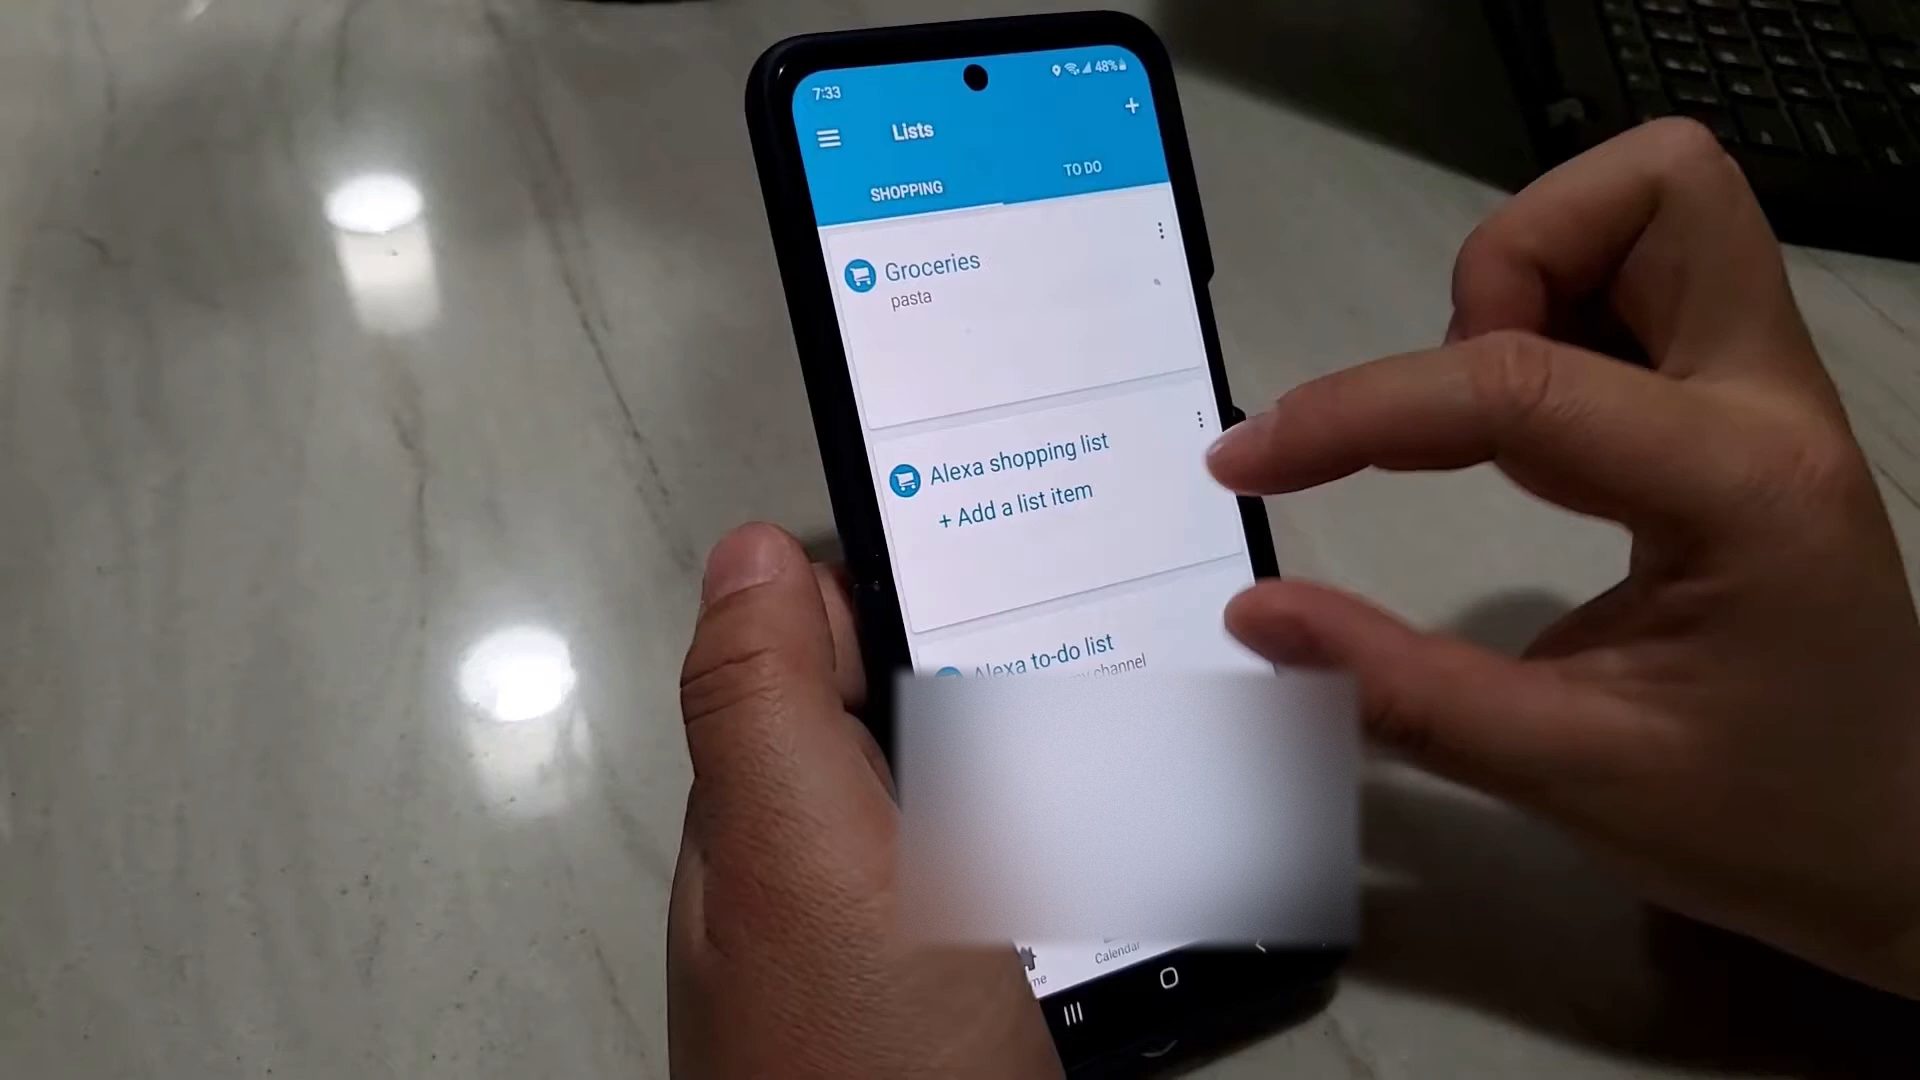 7:33
48%
Lists
+
SHOPPING
TO DO
Groceries
pasta
Alexa shopping list
+ Add a list item
Alexa to-do list
channel
Calendar